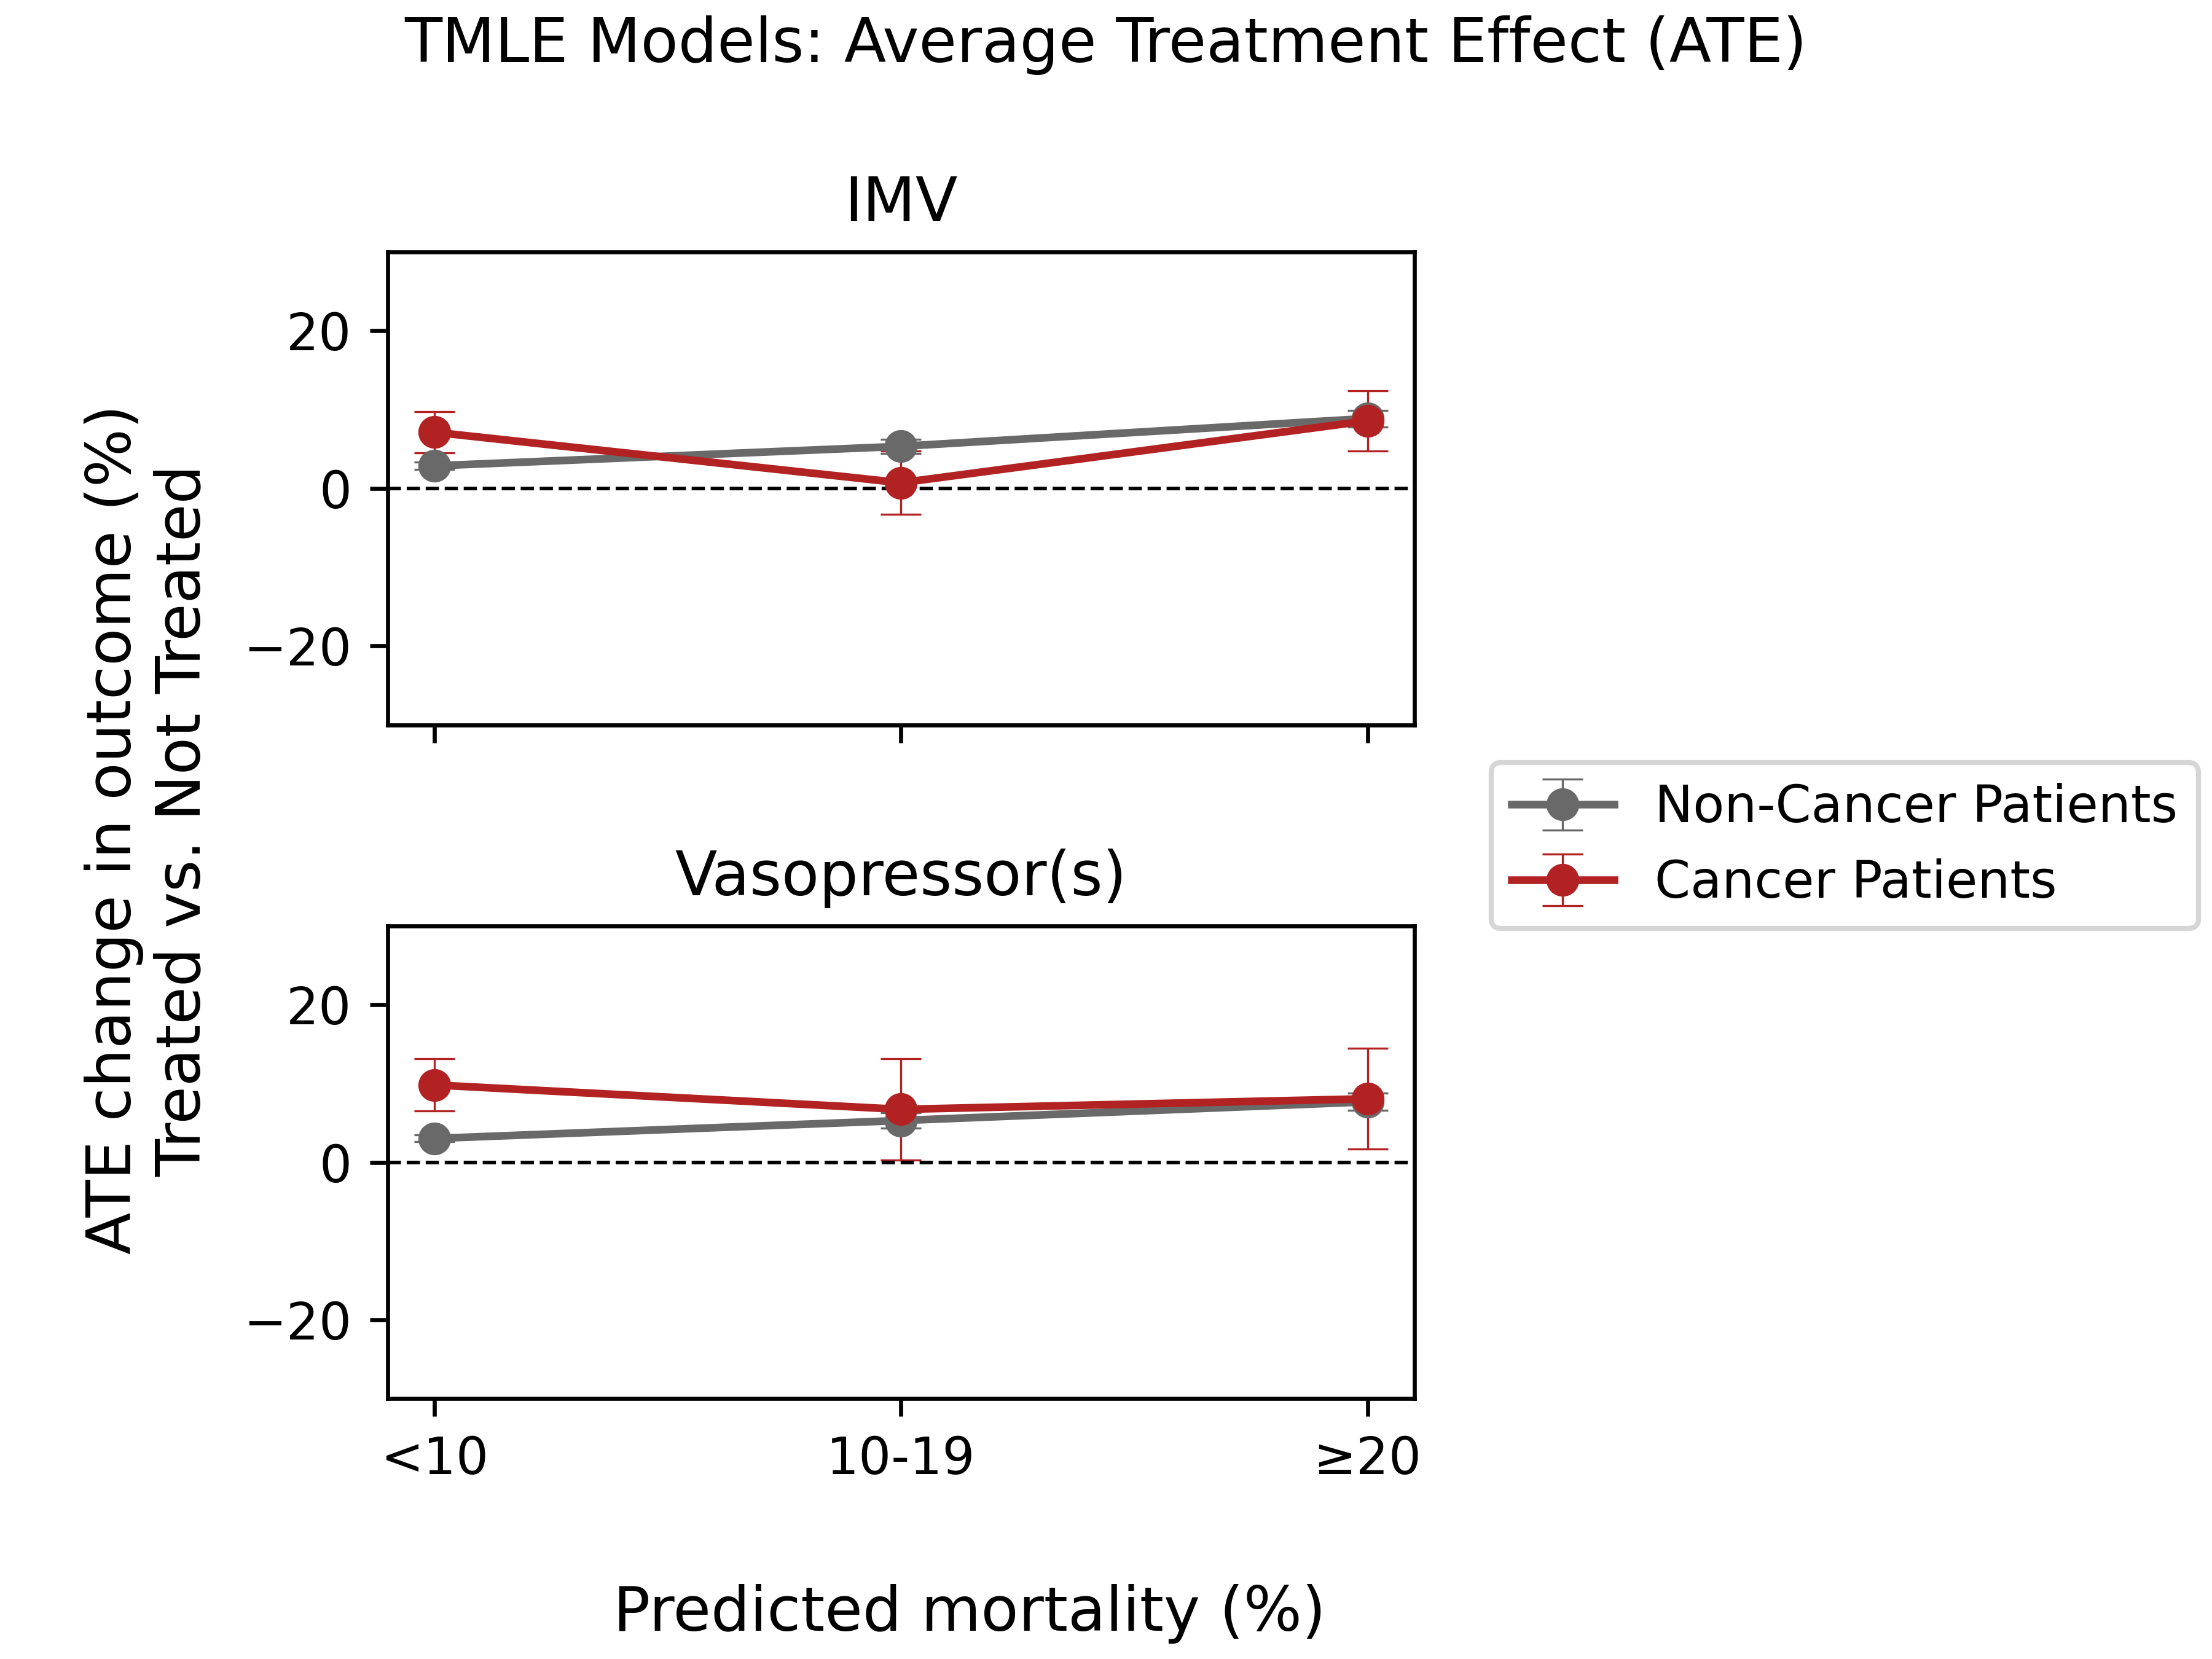 TMLE Models: Average Treatment Effect (ATE)
IMV
ATE change in outcome (%)
Treated vs. Not Treated
20
0
−20
Non-Cancer Patients
Cancer Patients
Vasopressor(s)
20
0
−20
<10
10-19
≥20
Predicted mortality (%)